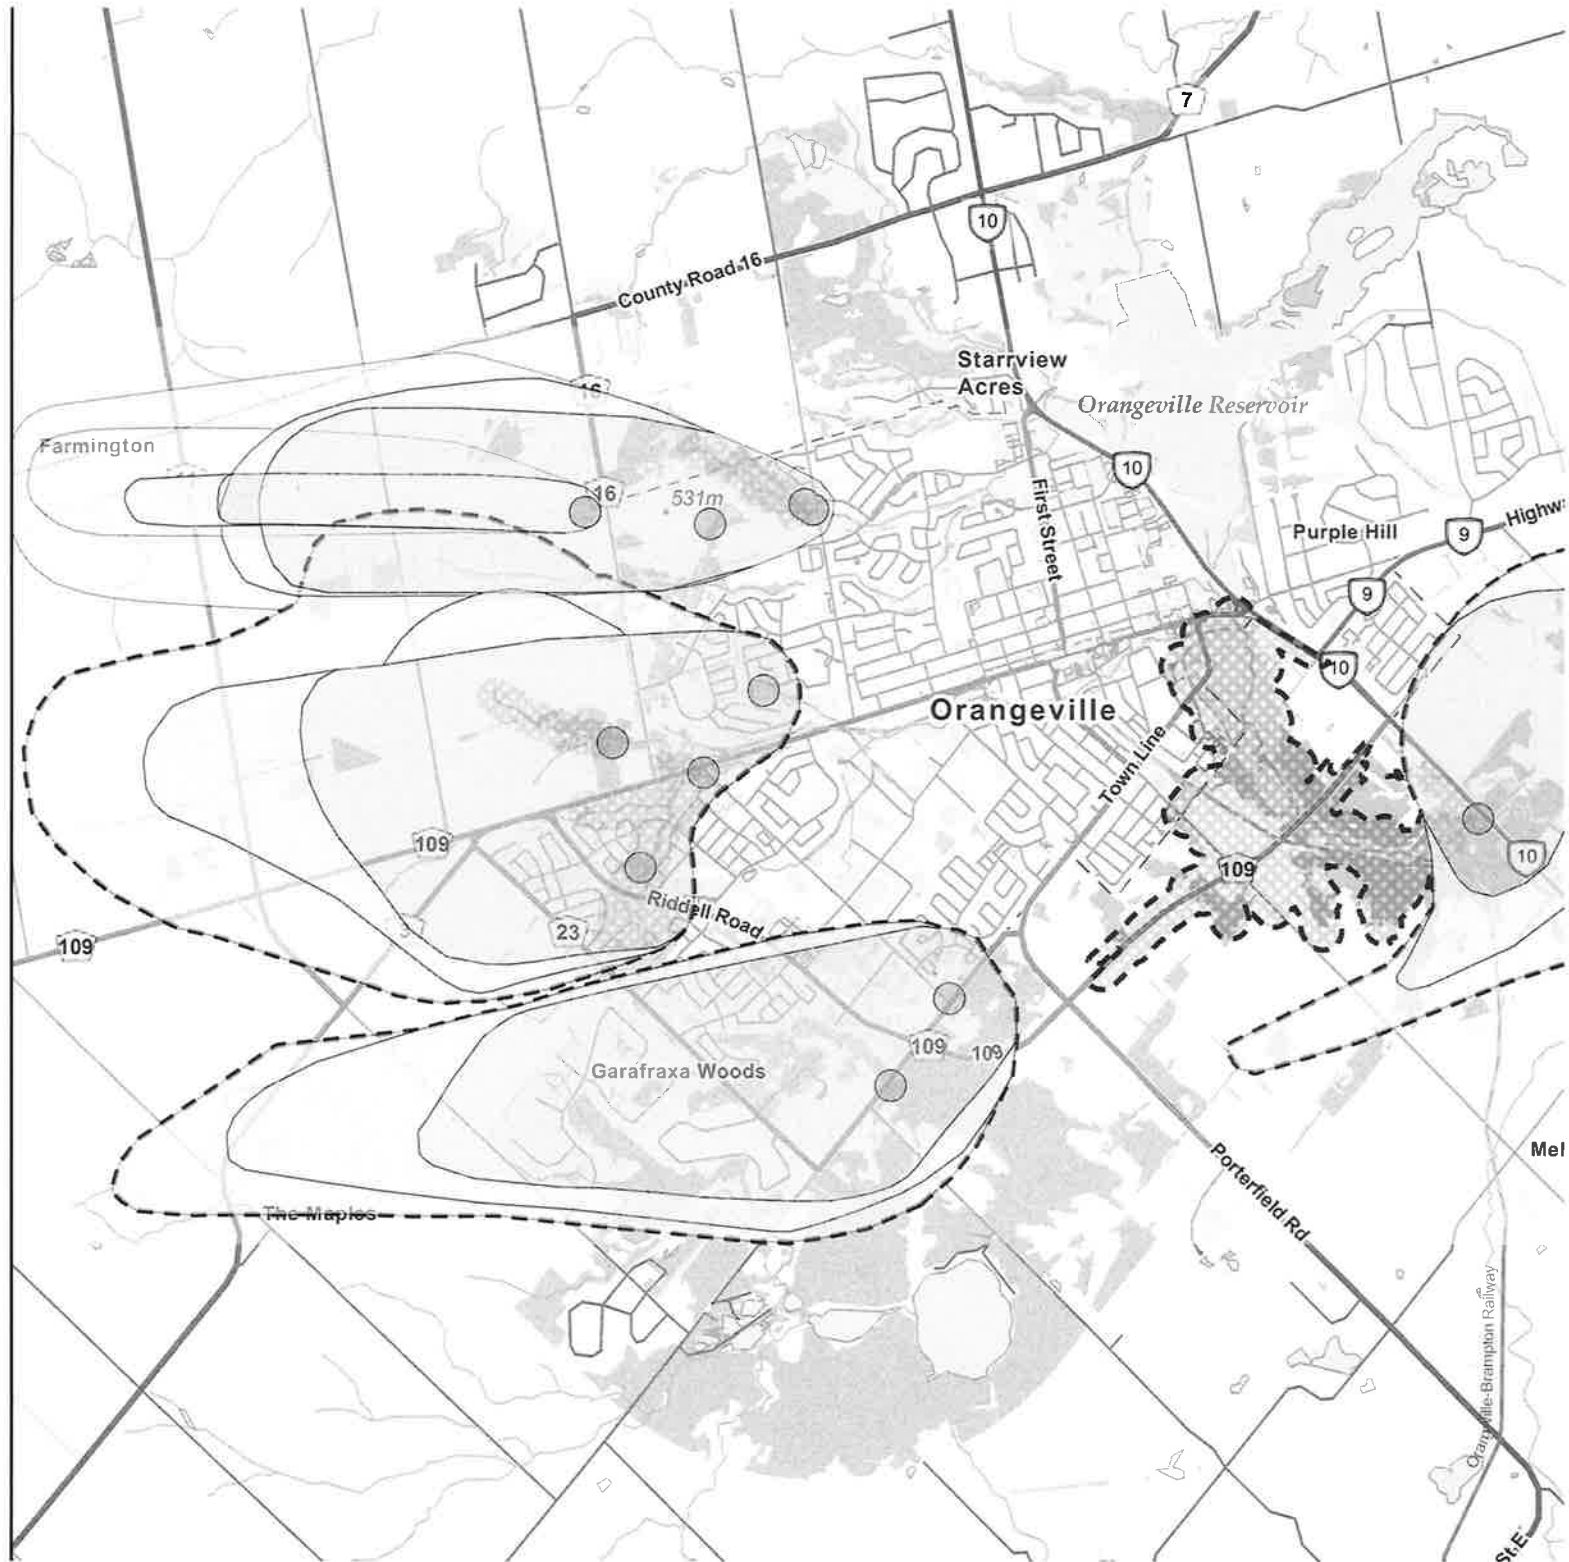 7
10
County Road 16
Starrview
Acres
16
Orangeville Reservoir
Farmington
10
16
531m
First Street
Purple Hill
9
Highw
9
10
Orangeville
Town Line
109
10
109
Riddell Road
23
109
109
109
Garafraxa Woods
Mel
Porterfield Rd
The Maples
Orangeville-Brampton Railway
St E